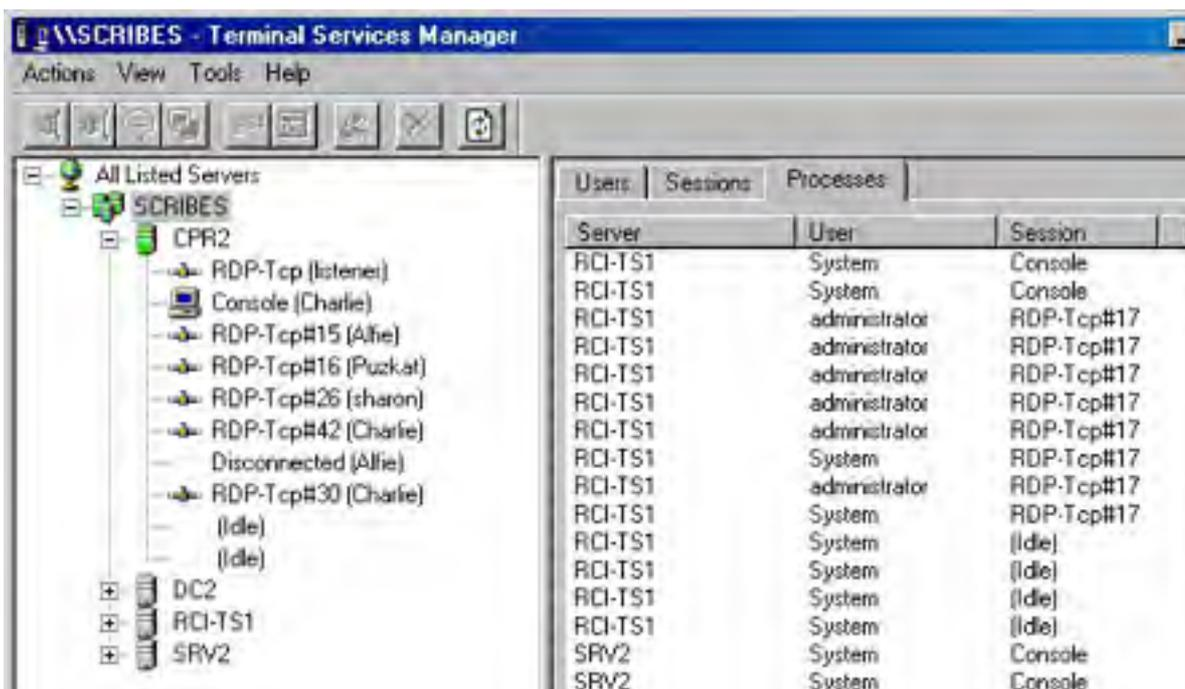 \\SCRIBES - Terminal Services Manager
Actions View Tools Help
All Listed Servers
SCRIBES
CPR2
RDP-Tcp (listener)
Console (Charlie)
RDP-Tcp#15 (Alfie)
RDP-Tcp#16 (Puzkat)
RDP-Tcp#26 (sharon)
RDP-Tcp#42 (Charlie)
Disconnected (Alfie)
RDP-Tcp#30 (Charlie)
(Idle)
(Idle)
DC2
RCI-TS1
SRV2
Users Sessions Processes
Server User Session
RCI-TS1 System Console
RCI-TS1 System Console
RCI-TS1 administrator RDP-Tcp#17
RCI-TS1 administrator RDP-Tcp#17
RCI-TS1 administrator RDP-Tcp#17
RCI-TS1 administrator RDP-Tcp#17
RCI-TS1 administrator RDP-Tcp#17
RCI-TS1 System RDP-Tcp#17
RCI-TS1 administrator RDP-Tcp#17
RCI-TS1 System RDP-Tcp#17
RCI-TS1 System (Idle)
RCI-TS1 System (Idle)
RCI-TS1 System (Idle)
RCI-TS1 System (Idle)
SRV2 System Console
SRV2 System Console